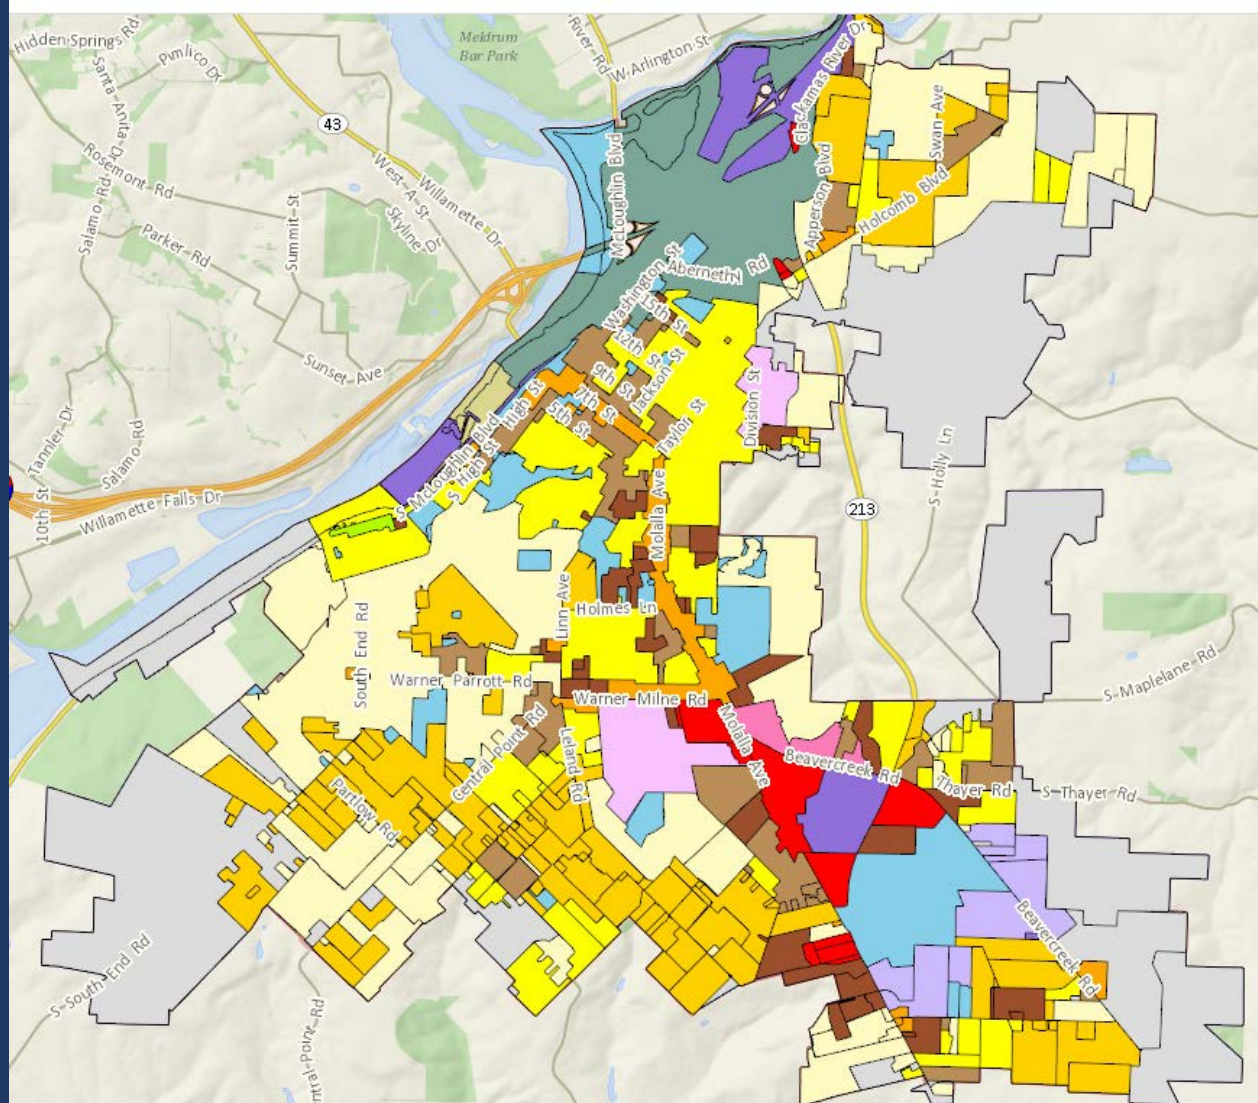 Hidden Springs Rd
Pimlico Dr
Santa Anita Dr
Meldrum
Bar Park
River Rd
W Arlington St
Clackamas River Dr
Swan Ave
43
Rosemont Rd
West A St
Willamette Dr
Skyline Dr
McLoughlin Blvd
Apperson Blvd
Holcomb Blvd
Salamo Rd
Parker Rd
Summit St
Washington St
Abernethy Rd
15th St
12th St
Sunset Ave
9th St
Jackson St
7th St
High St
5th St
Taylor St
Division St
Tannler Dr
Salamo Rd
S McLoughlin Blvd
S High St
Molalla Ave
S Holly Ln
10th St
Willamette Falls Dr
213
Linn Ave
Holmes Ln
South End Rd
Warner Parrott Rd
Warner Milne Rd
S Maplelane Rd
Central Point Rd
Leland Rd
Molalla Ave
Beavercreek Rd
Thayer Rd
S Thayer Rd
Partlow Rd
Beavercreek Rd
S South End Rd
ntral Point Rd